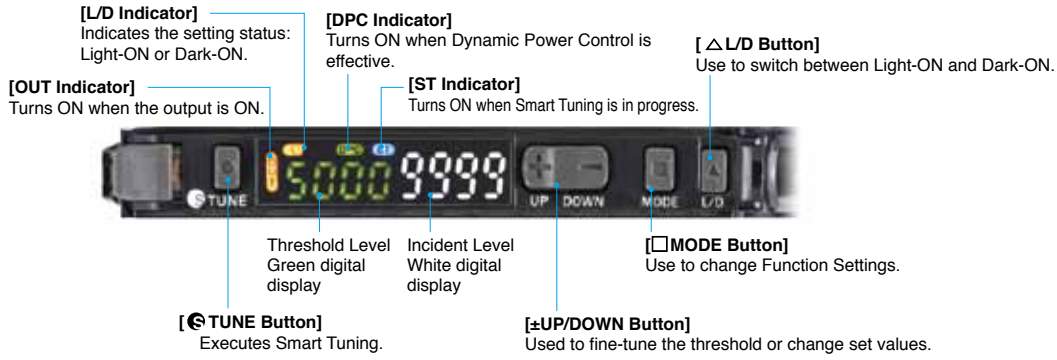 [L/D Indicator]
Indicates the setting status:
Light-ON or Dark-ON.
[DPC Indicator]
Turns ON when Dynamic Power Control is
effective.
[△L/D Button]
Use to switch between Light-ON and Dark-ON.
[OUT Indicator]
Turns ON when the output is ON.
[ST Indicator]
Turns ON when Smart Tuning is in progress.
5000 9999
S TUNE
UP DOWN
MODE
L/D
Threshold Level
Green digital
display
Incident Level
White digital
display
[□MODE Button]
Use to change Function Settings.
[S TUNE Button]
Executes Smart Tuning.
[±UP/DOWN Button]
Used to fine-tune the threshold or change set values.